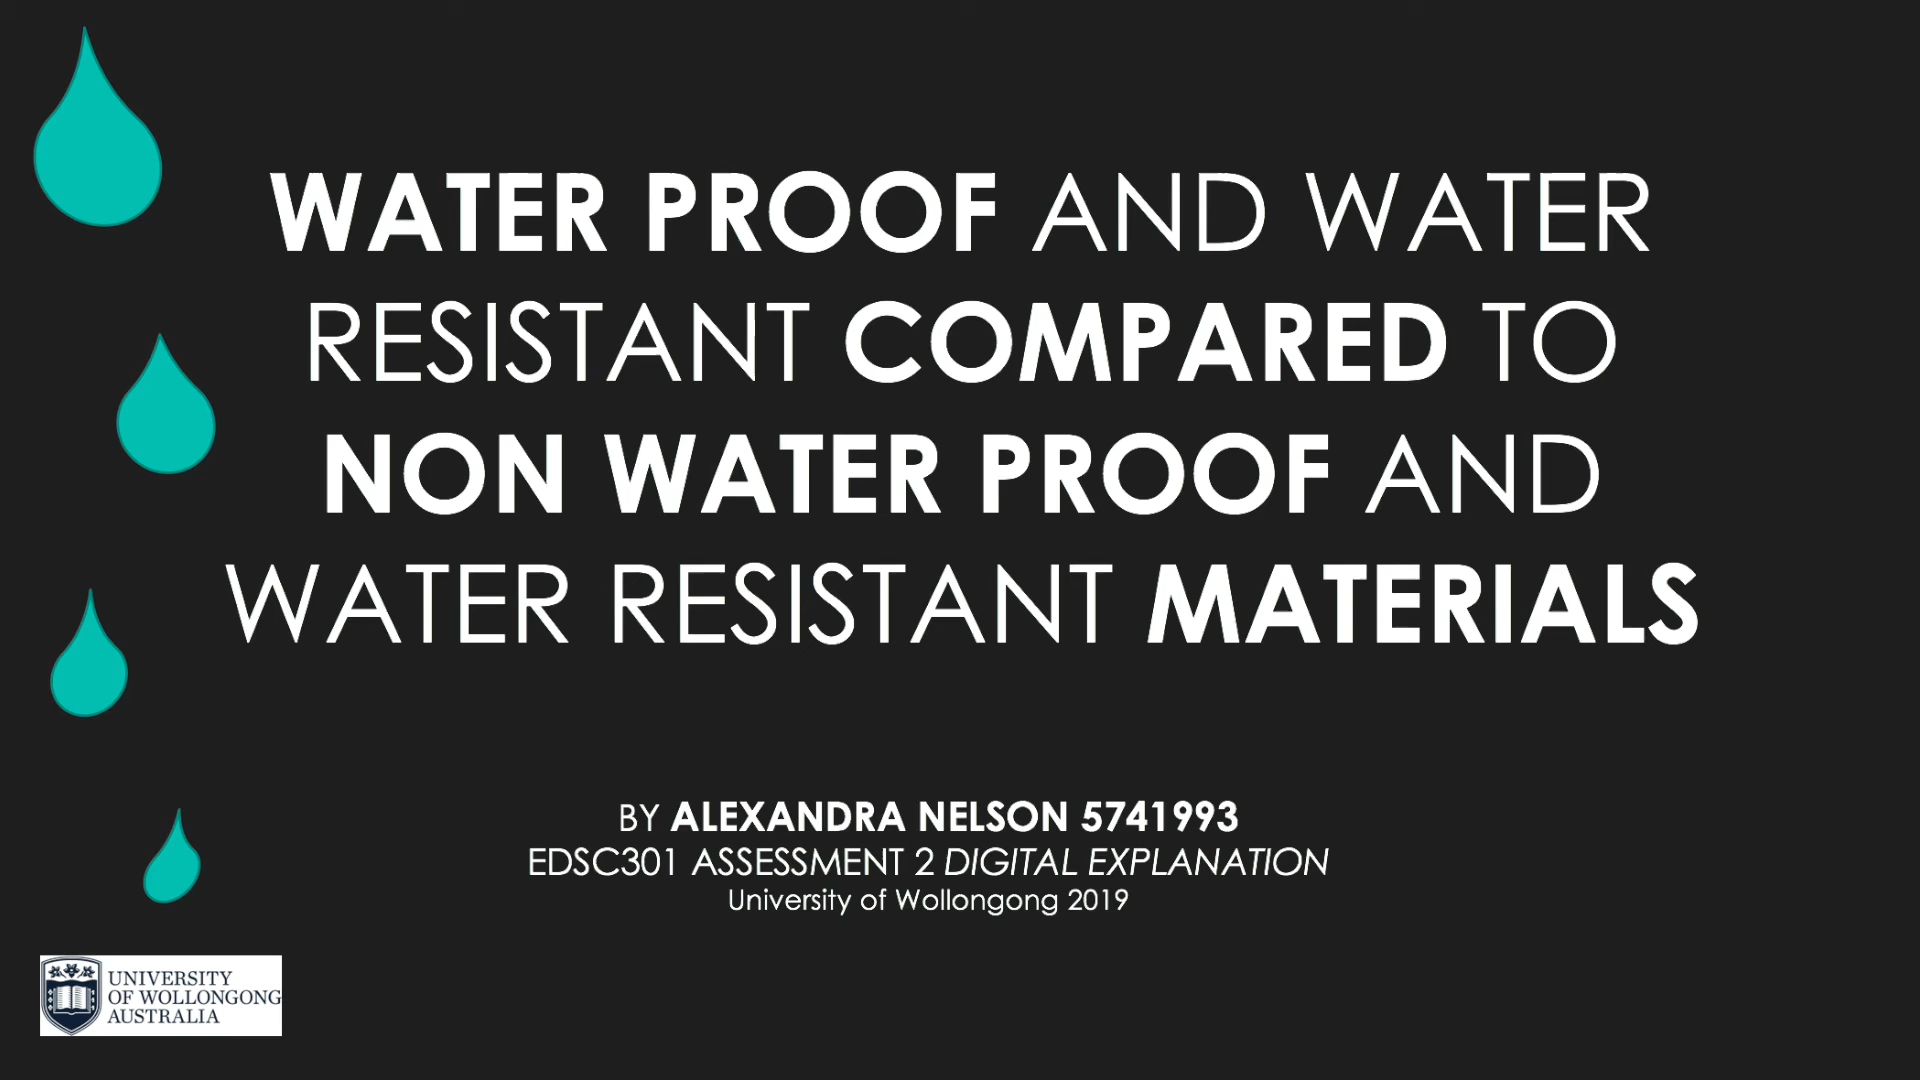 WATER PROOF AND WATER
RESISTANT COMPARED TO
NON WATER PROOF AND
WATER RESISTANT MATERIALS
BY ALEXANDRA NELSON 5741993
EDSC301 ASSESSMENT 2 DIGITAL EXPLANATION
University of Wollongong 2019
UNIVERSITY
OF WOLLONGONG
AUSTRALIA